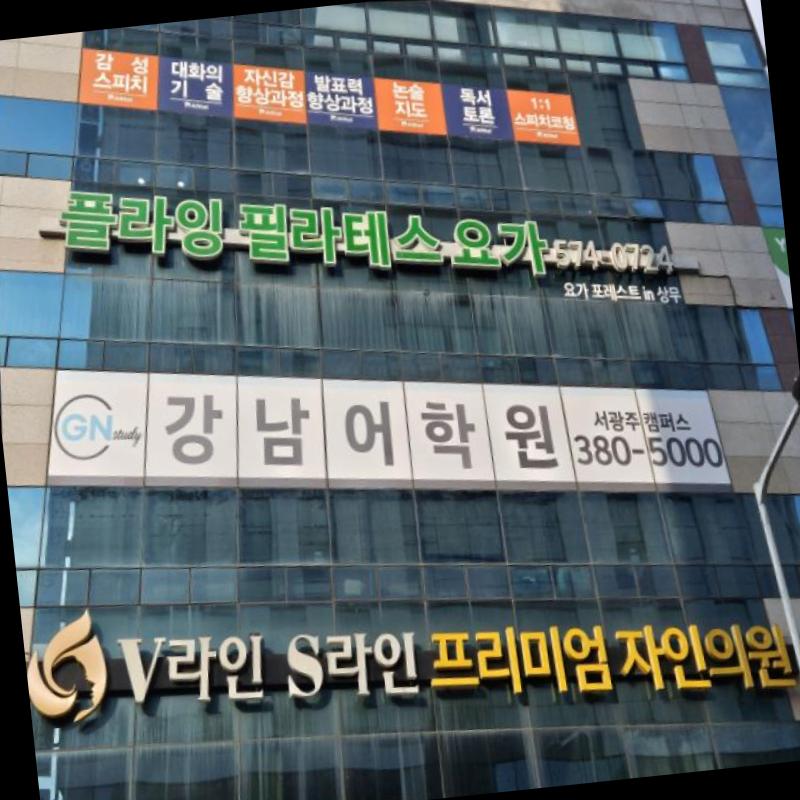 감성 스피치
대화의 기술
자신감 향상과정
발표력 향상과정
논술 지도
독서 토론
1:1 스피치코칭
플라잉 필라테스 요가 574-0724
요가 포레스트 in 상무
GN study 강남어학원 서광주 캠퍼스 380-5000
V라인 S라인 프리미엄 자인의원